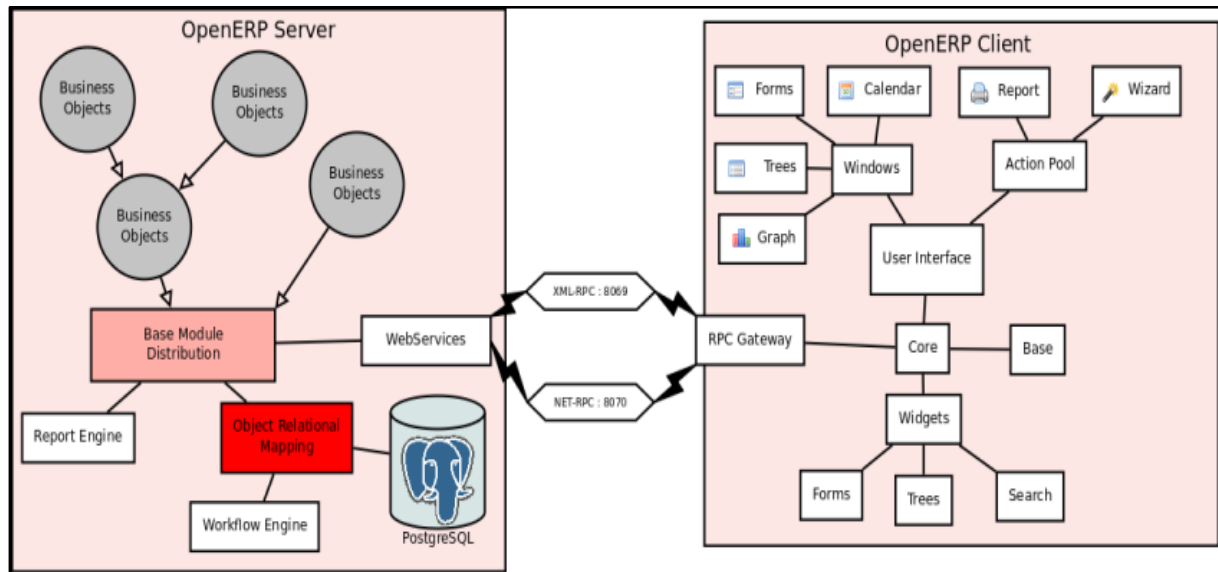 OpenERP Server
Business
Objects
Business
Objects
Business
Objects
Business
Objects
Base Module
Distribution
WebServices
Report Engine
Object Relational
Mapping
Workflow Engine
PostgreSQL
XML-RPC : 8069
NET-RPC : 8070
OpenERP Client
Forms
Calendar
Report
Wizard
Trees
Windows
Action Pool
Graph
User Interface
RPC Gateway
Core
Base
Widgets
Forms
Trees
Search